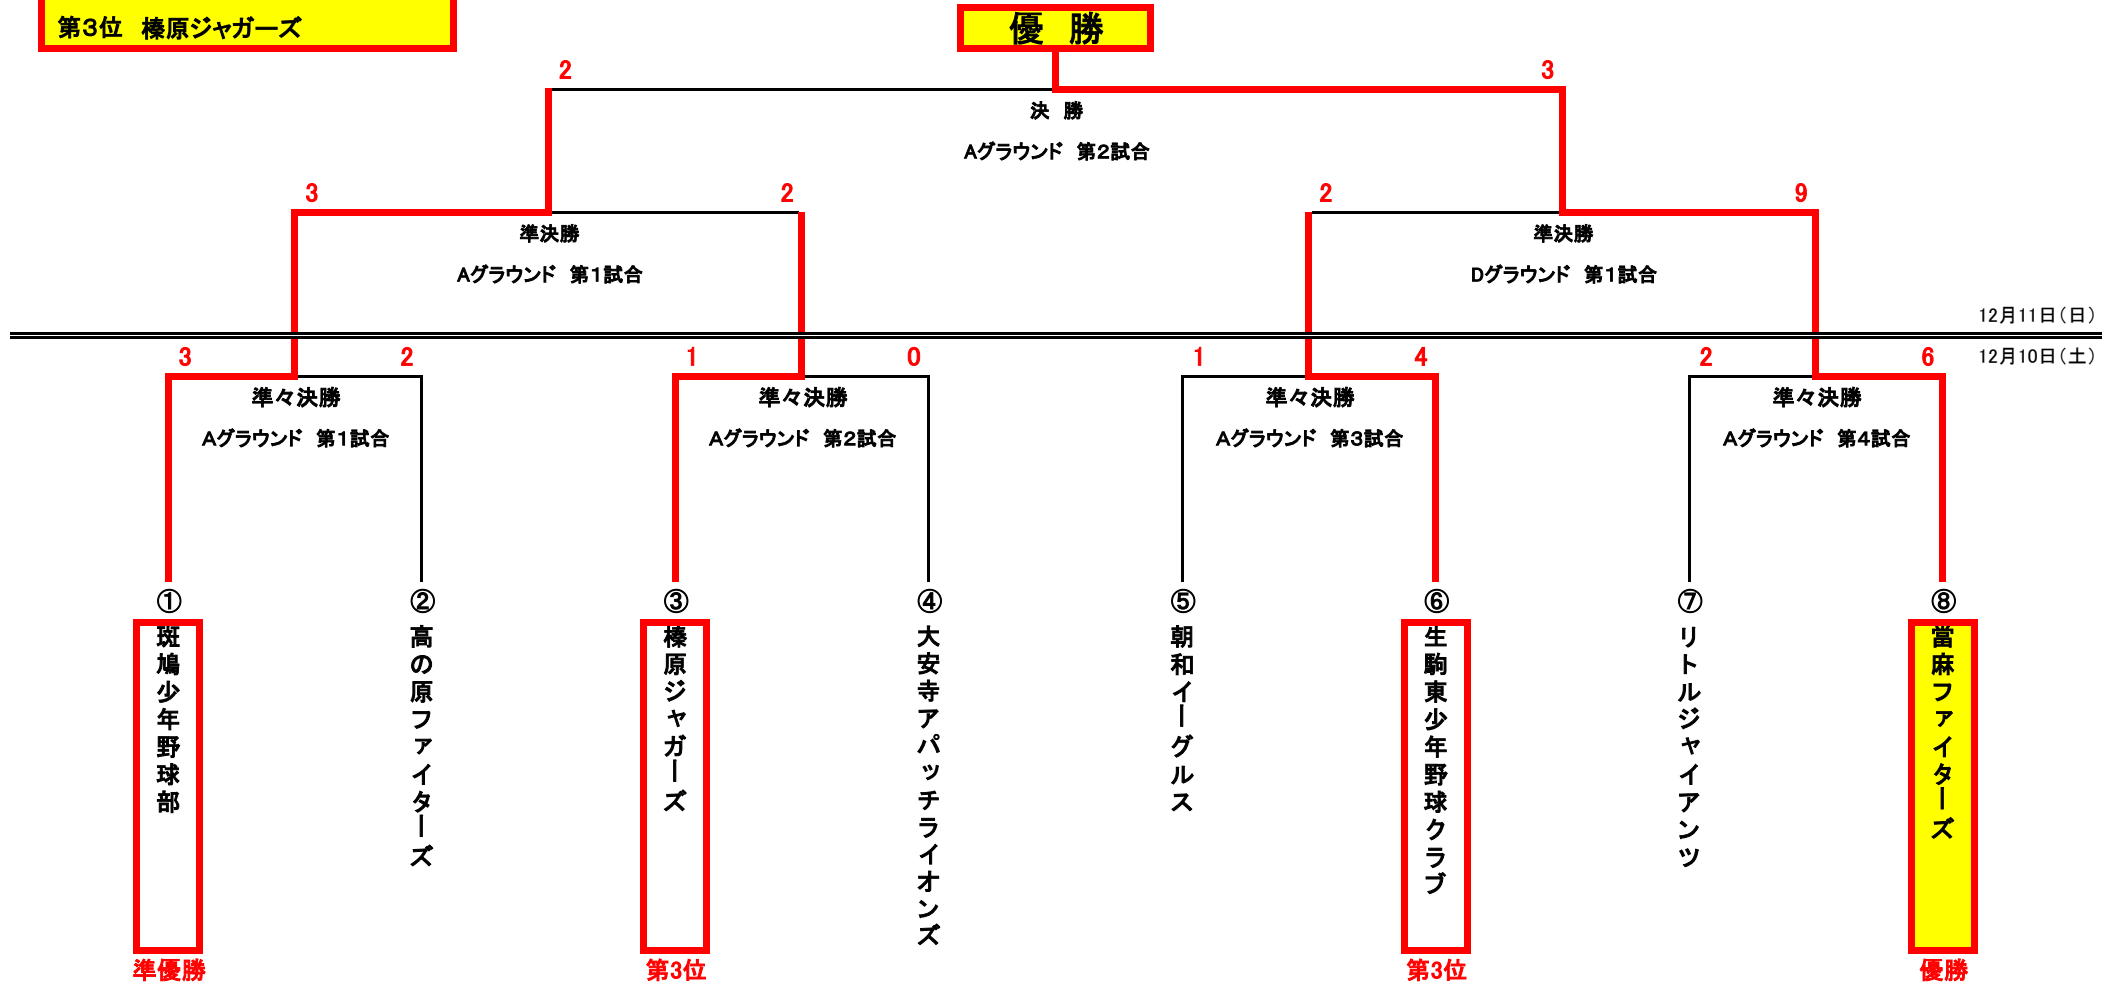 第３位　榛原ジャガーズ
優　勝
2
3
決　勝
Aグラウンド　第２試合
3
2
2
9
準決勝
準決勝
Aグラウンド　第１試合
Dグラウンド　第１試合
12月11日（日）
3
2
1
0
1
4
2
6
12月10日（土）
準々決勝
準々決勝
準々決勝
準々決勝
Aグラウンド　第１試合
Aグラウンド　第２試合
Aグラウンド　第３試合
Aグラウンド　第４試合
①
②
③
④
⑤
⑥
⑦
⑧
斑鳩少年野球部
高の原ファイターズ
榛原ジャガーズ
大安寺アパッチライオンズ
朝和イーグルス
生駒東少年野球クラブ
リトルジャイアンツ
當麻ファイターズ
準優勝
第3位
第3位
優勝